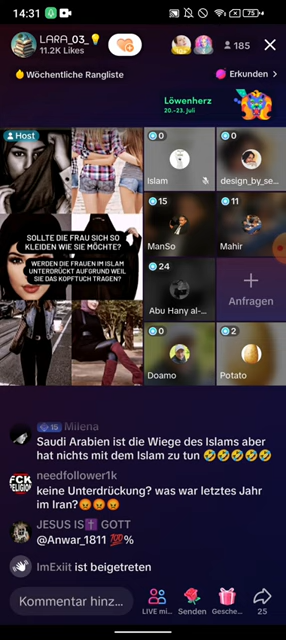 14:31
75
LARA_03_💡
11.2K Likes
185
Wöchentliche Rangliste
Erkunden >
Löwenherz
20.-23. Juli
Host
SOLLTE DIE FRAU SICH SO
KLEIDEN WIE SIE MÖCHTE?
WERDEN DIE FRAUEN IM ISLAM
UNTERDRÜCKT AUFGRUND WEIL
SIE DAS KOPFTUCH TRAGEN?
0
Islam
0
design_by_se...
15
ManSo
11
Mahir
24
Abu Hany al-...
+
Anfragen
0
Doamo
2
Potato
15 Milena
Saudi Arabien ist die Wiege des Islams aber
hat nichts mit dem Islam zu tun 🤣🤣🤣🤣🤣
FCK
RELIGION
needfollower1k
keine Unterdrückung? was war letztes Jahr
im Iran?😡😡😡
JESUS IS✝️ GOTT
@Anwar_1811 💯%
ImExiit ist beigetreten
Kommentar hinz...
LIVE mi...
Senden
Gesche...
25